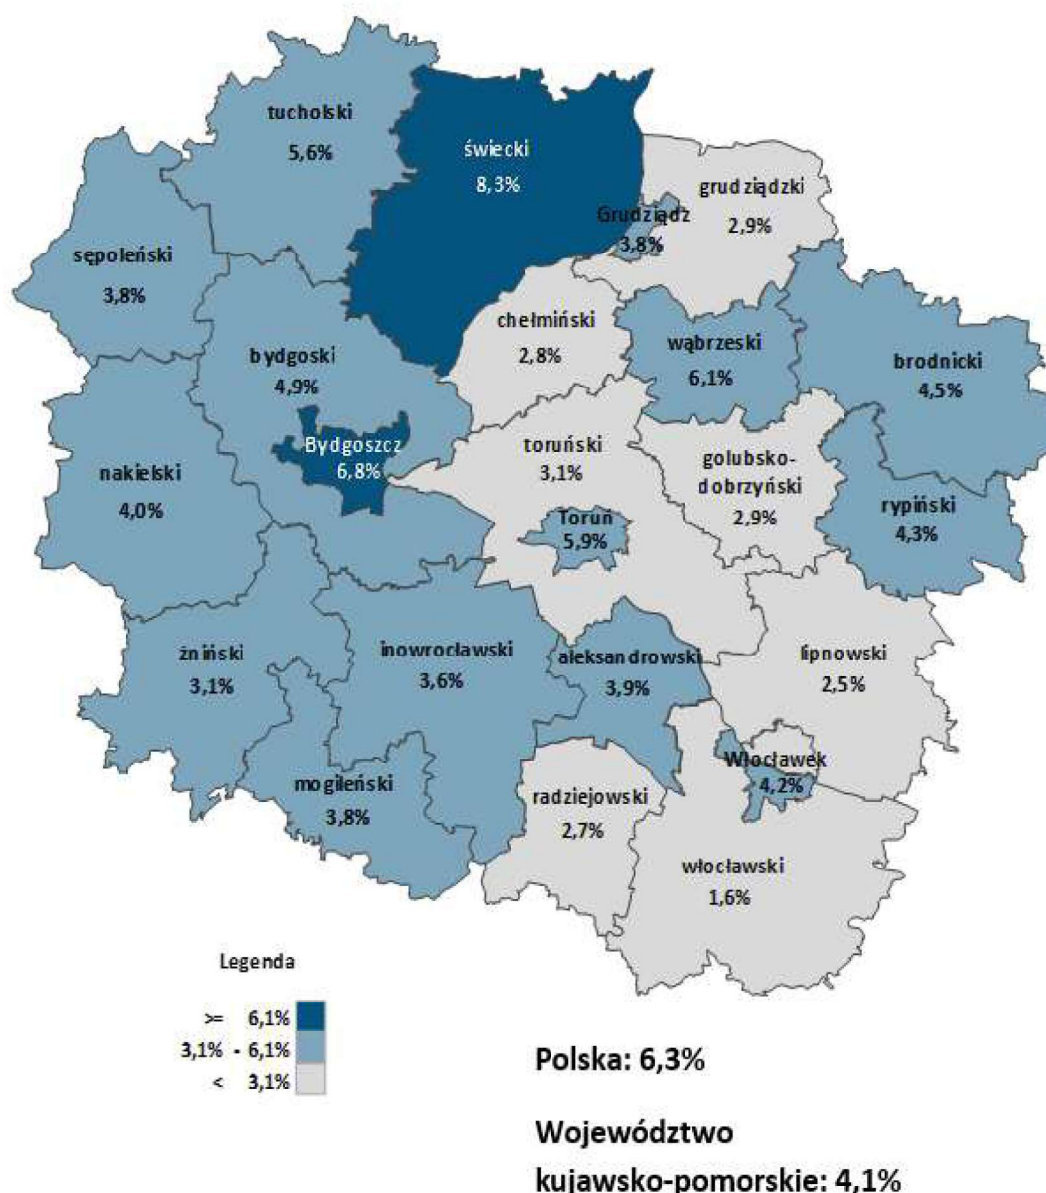 tucholski
5,6%
świecki
8,3%
grudziądzki
2,9%
Grudziądz
3,8%
sępoleński
3,8%
chełmiński
2,8%
wąbrzeski
6,1%
brodnicki
4,5%
bydgoski
4,9%
Bydgoszcz
6,8%
toruński
3,1%
golubsko-
dobrzyński
2,9%
nakielski
4,0%
rypiński
4,3%
Toruń
5,9%
żniński
3,1%
inowrocławski
3,6%
aleksandrowski
3,9%
lipnowski
2,5%
mogileński
3,8%
radziejowski
2,7%
Włocławek
4,2%
włocławski
1,6%
Legenda
>= 6,1%
3,1% - 6,1%
< 3,1%
Polska: 6,3%
Województwo
kujawsko-pomorskie: 4,1%